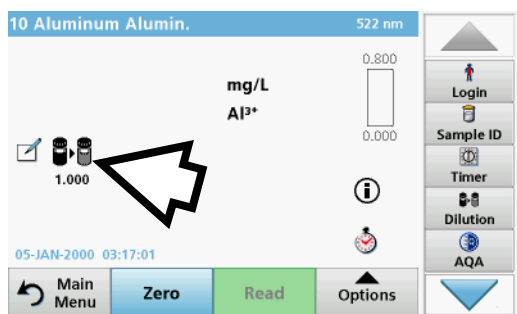 10 Aluminum Alumin.
522 nm
0.800
mg/L
Al³⁺
0.000
1.000
05-JAN-2000 03:17:01
Main
Menu
Zero
Read
Options
Login
Sample ID
Timer
Dilution
AQA